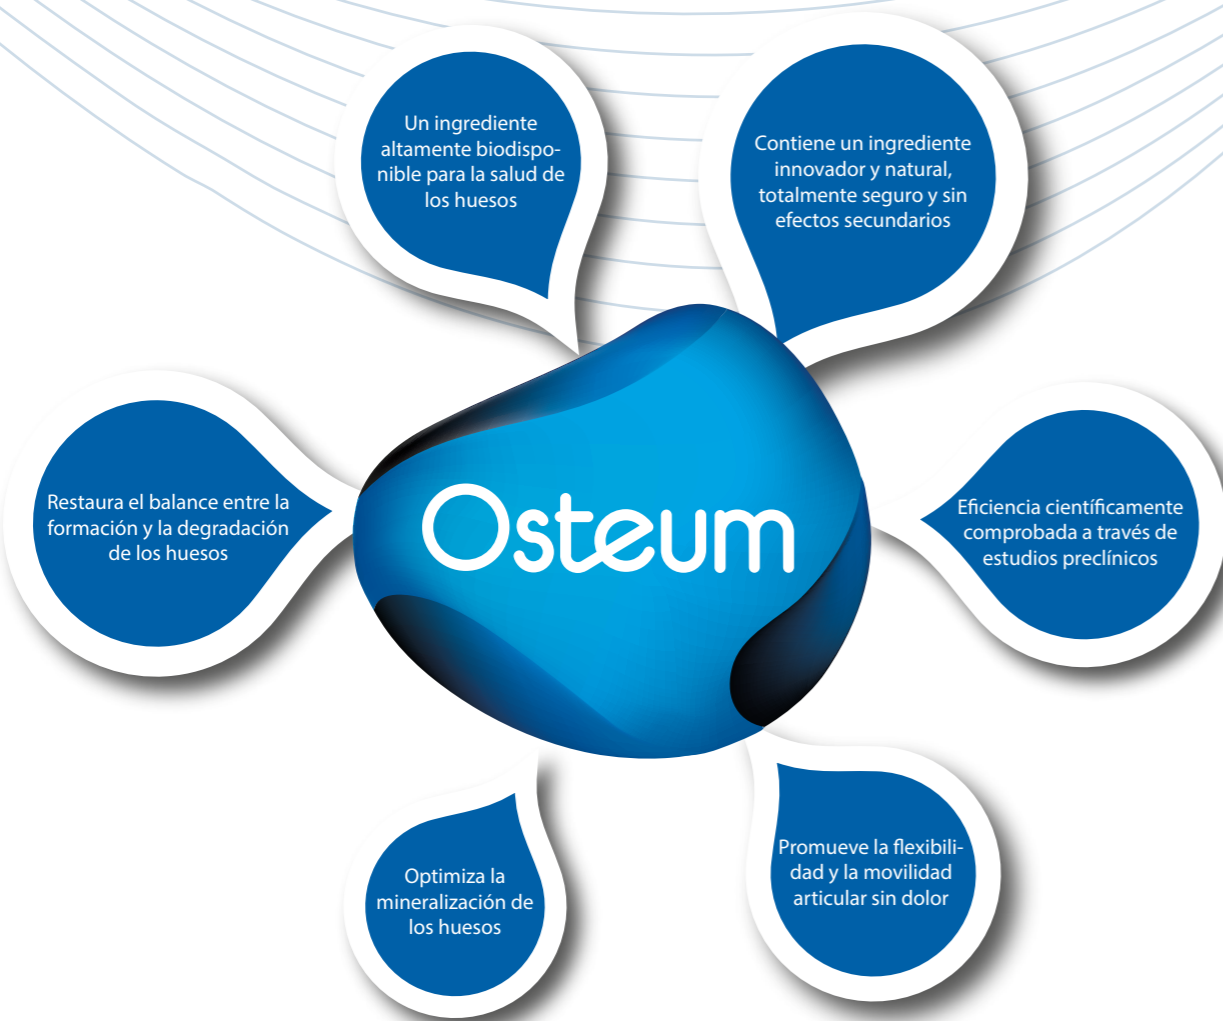 Un ingrediente
altamente biodispo-
nible para la salud de
los huesos
Contiene un ingrediente
innovador y natural,
totalmente seguro y sin
efectos secundarios
Restaura el balance entre la
formación y la degradación
de los huesos
Osteum
Eficiencia científicamente
comprobada a través de
estudios preclínicos
Optimiza la
mineralización de
los huesos
Promueve la flexibili-
dad y la movilidad
articular sin dolor